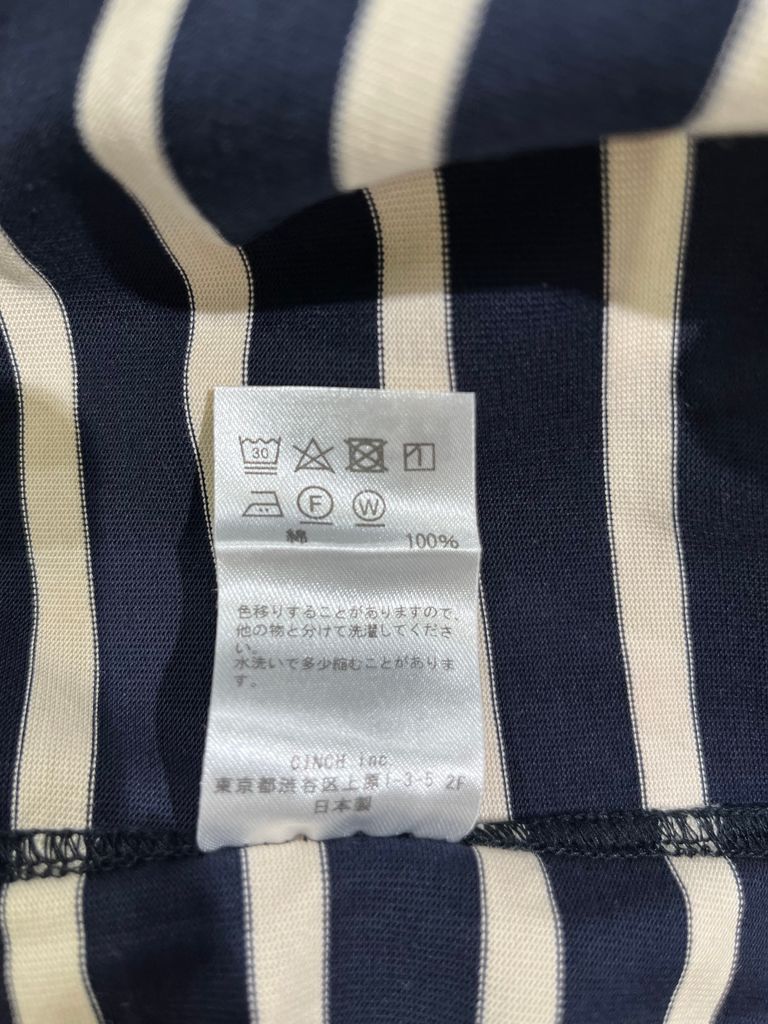 30
F W
綿 100%
色移りすることがありますので、
他の物と分けて洗濯してくださ
い。
水洗いで多少縮むことがありま
す。
CINCH inc
東京都渋谷区上原1-3-5 2F
日本製